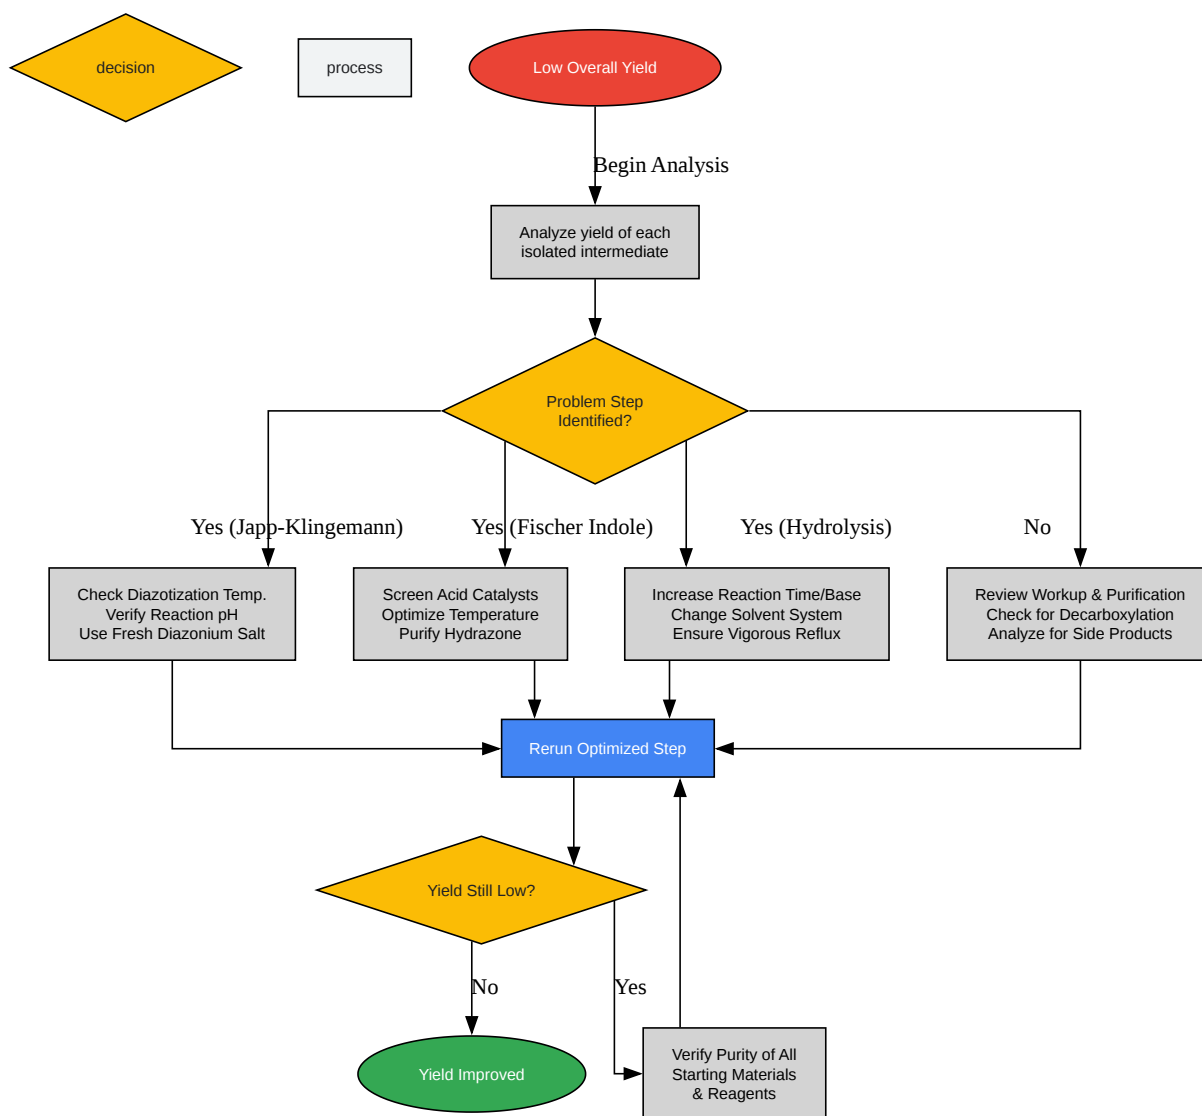 decision
process
Low Overall Yield
Begin Analysis
Analyze yield of each
isolated intermediate
Problem Step
Identified?
Yes (Japp-Klingemann)
Yes (Fischer Indole)
Yes (Hydrolysis)
No
Check Diazotization Temp.
Verify Reaction pH
Use Fresh Diazonium Salt
Screen Acid Catalysts
Optimize Temperature
Purify Hydrazone
Increase Reaction Time/Base
Change Solvent System
Ensure Vigorous Reflux
Review Workup & Purification
Check for Decarboxylation
Analyze for Side Products
Rerun Optimized Step
Yield Still Low?
No
Yes
Yield Improved
Verify Purity of All
Starting Materials
& Reagents